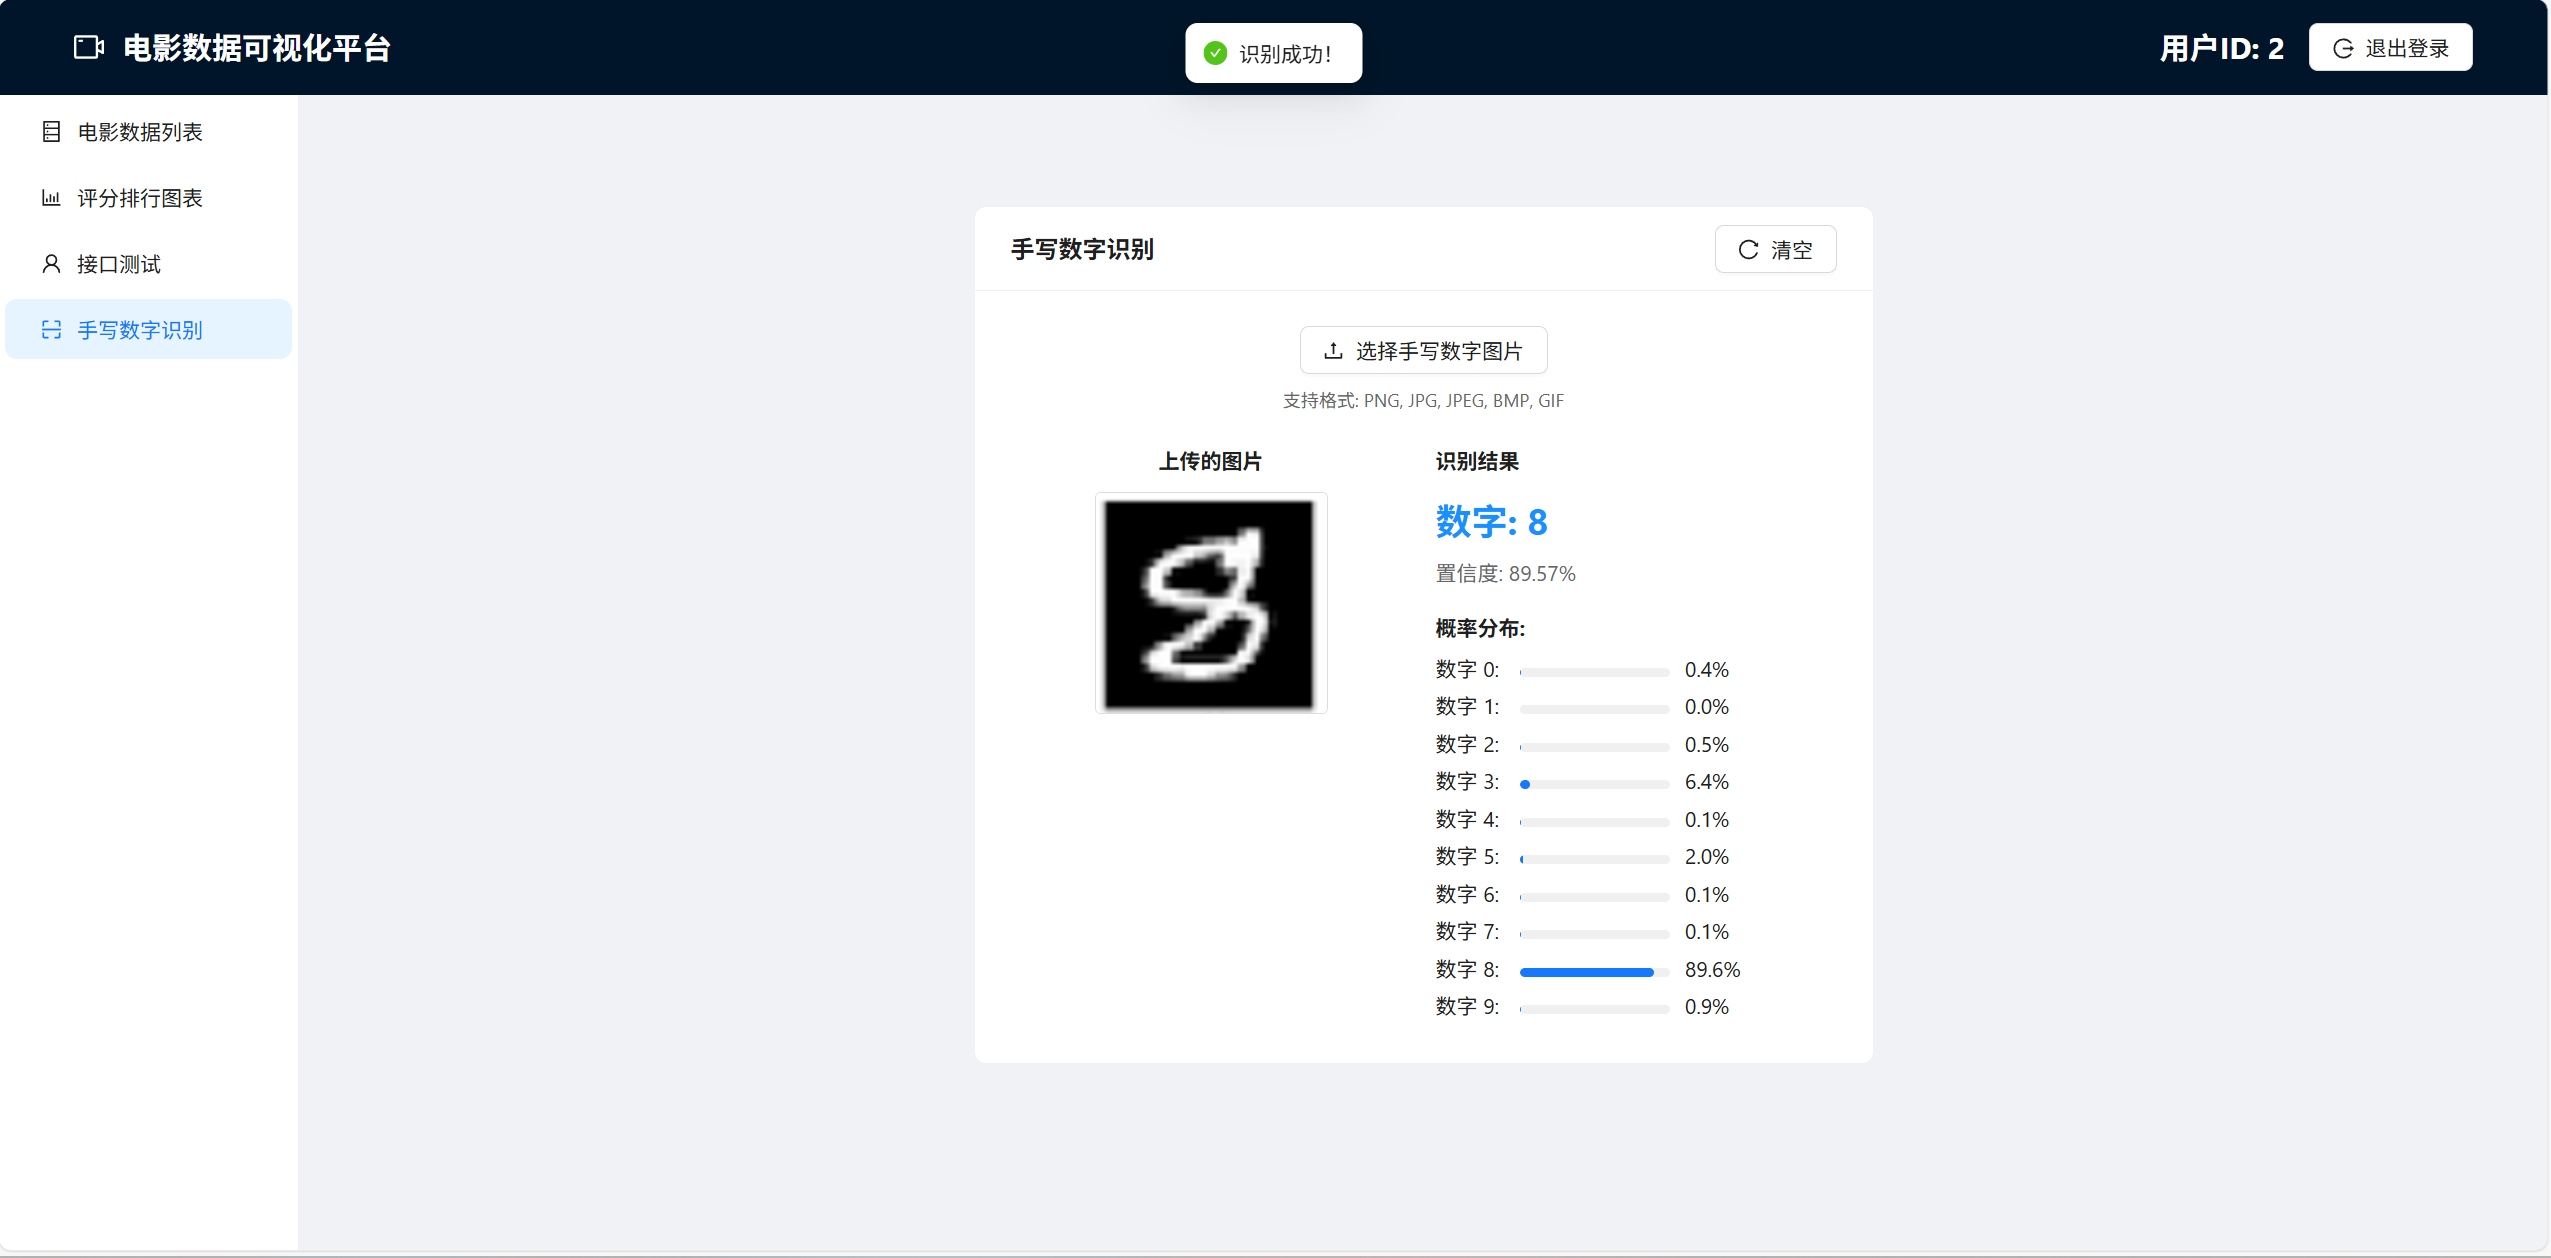 电影数据可视化平台
识别成功！
用户ID: 2
退出登录
电影数据列表
评分排行图表
接口测试
手写数字识别
手写数字识别
清空
选择手写数字图片
支持格式: PNG, JPG, JPEG, BMP, GIF
上传的图片
8
识别结果
数字: 8
置信度: 89.57%
概率分布:
数字 0: 0.4%
数字 1: 0.0%
数字 2: 0.5%
数字 3: 6.4%
数字 4: 0.1%
数字 5: 2.0%
数字 6: 0.1%
数字 7: 0.1%
数字 8: 89.6%
数字 9: 0.9%